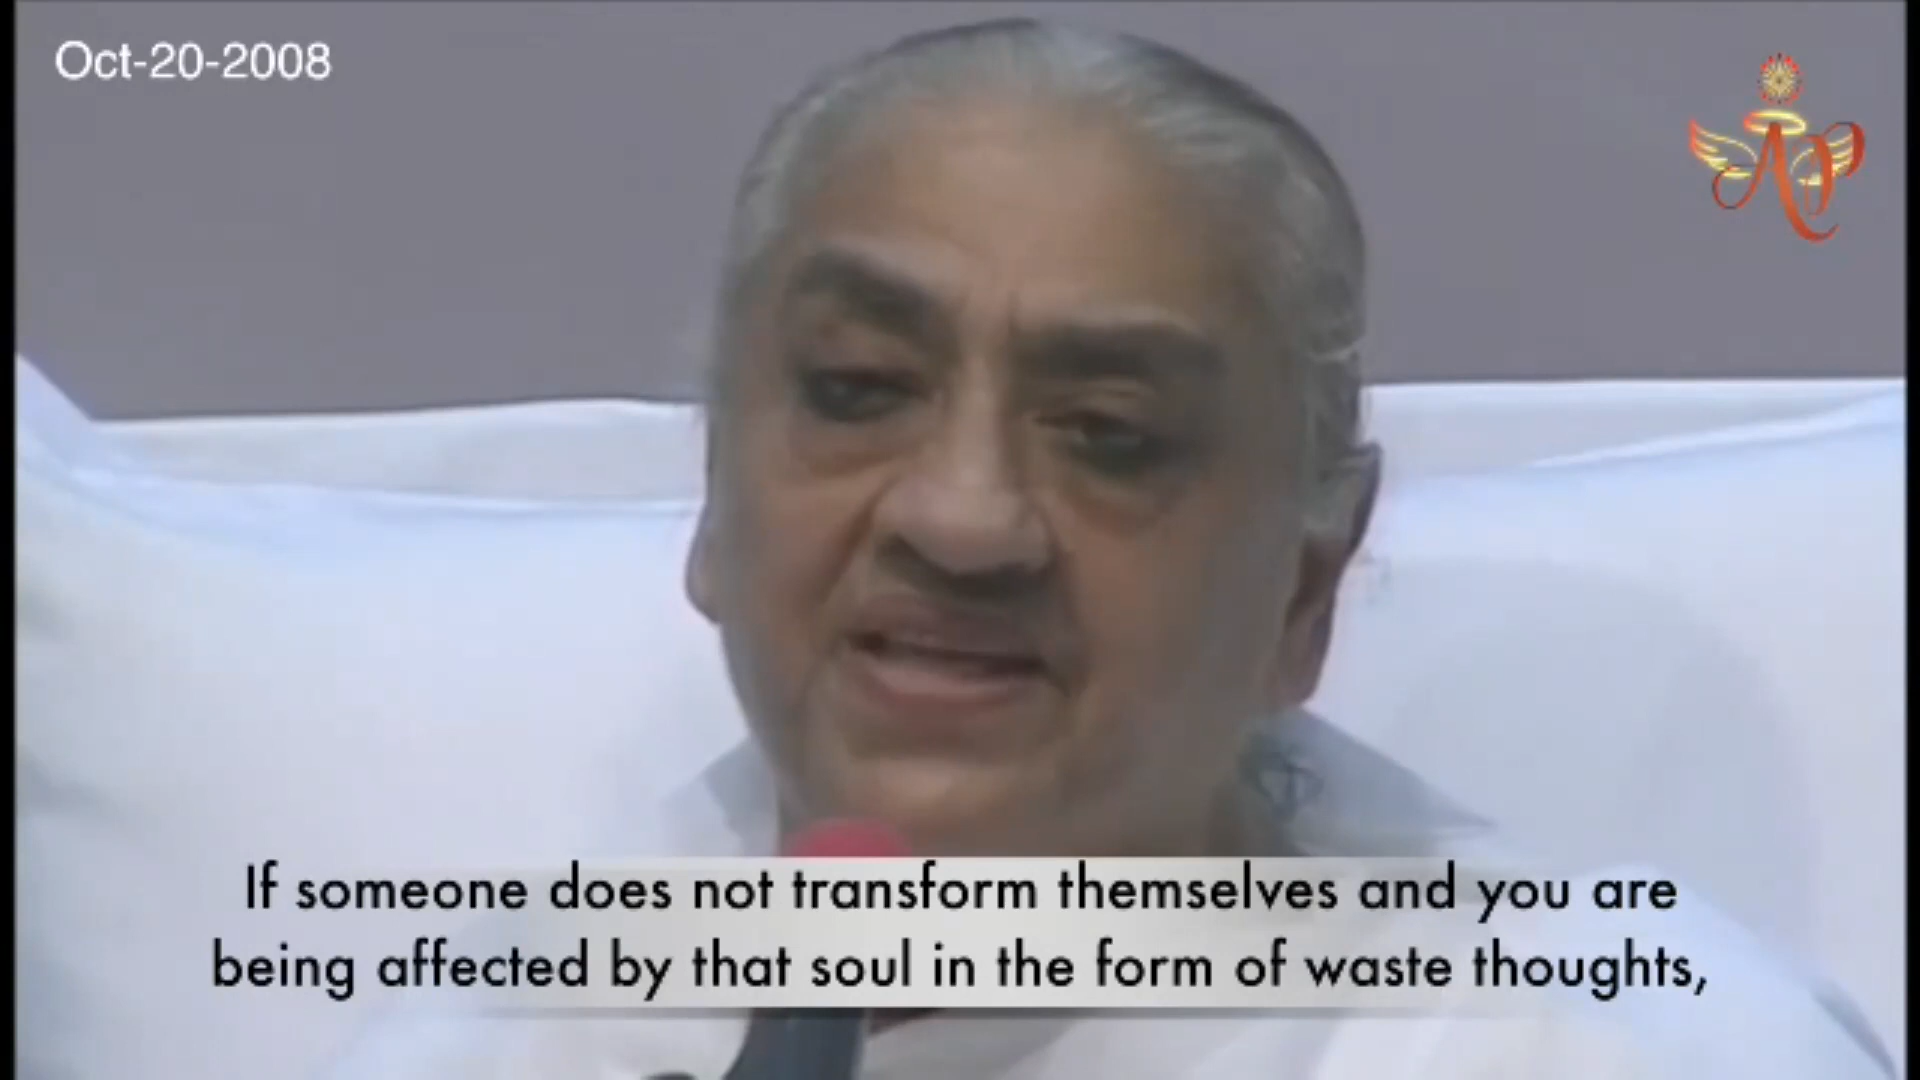 Oct-20-2008
AP
If someone does not transform themselves and you are
being affected by that soul in the form of waste thoughts,